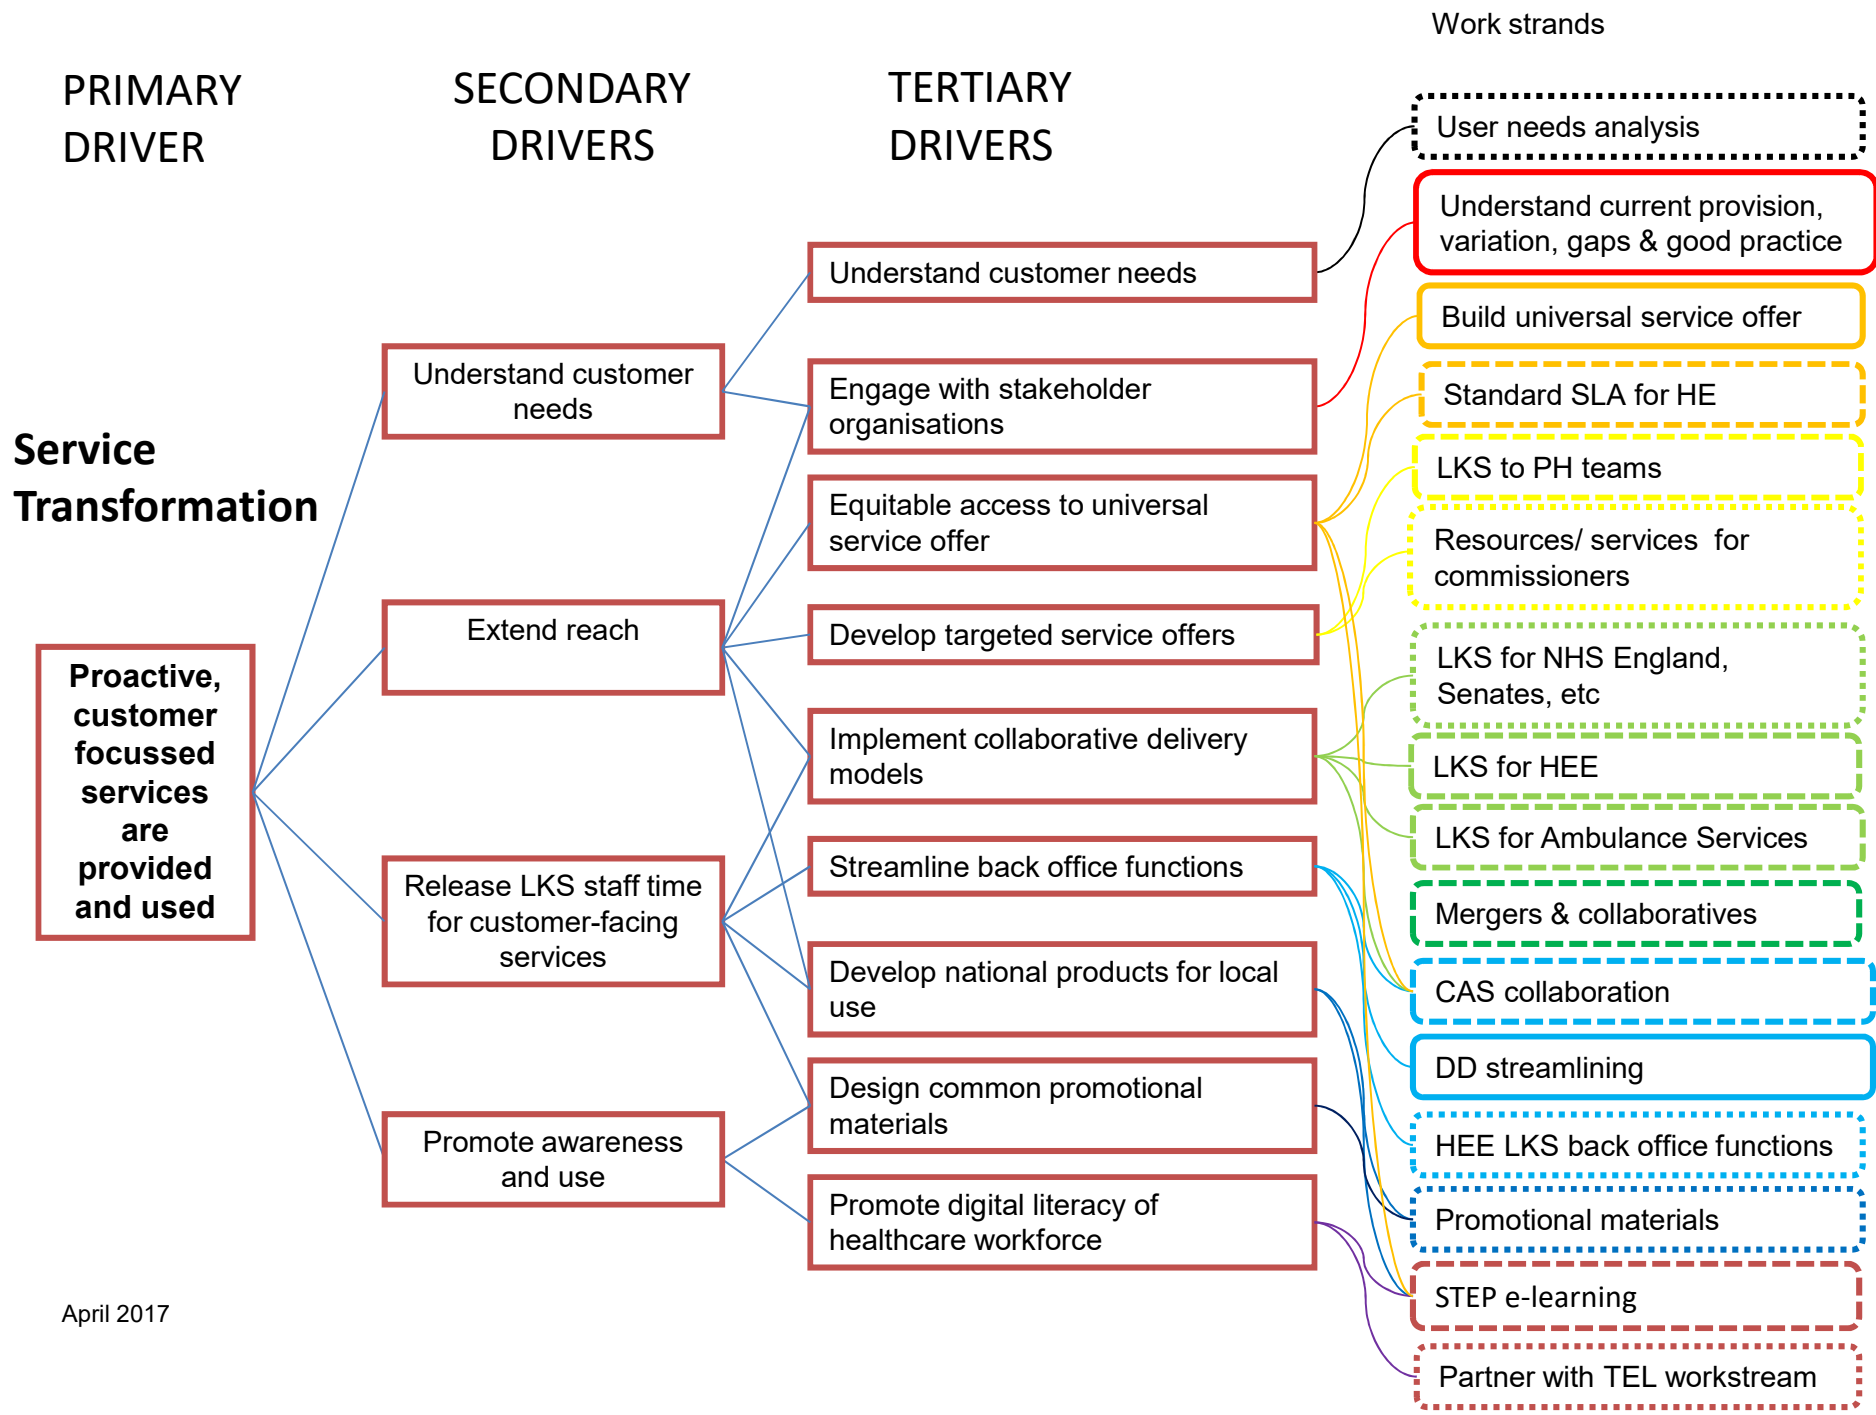 Work strands
PRIMARY
DRIVER
SECONDARY
DRIVERS
TERTIARY
DRIVERS
Service
Transformation
Proactive,
customer
focussed
services
are
provided
and used
Understand customer
needs
Extend reach
Release LKS staff time
for customer-facing
services
Promote awareness
and use
Understand customer needs
Engage with stakeholder
organisations
Equitable access to universal
service offer
Develop targeted service offers
Implement collaborative delivery
models
Streamline back office functions
Develop national products for local
use
Design common promotional
materials
Promote digital literacy of
healthcare workforce
User needs analysis
Understand current provision,
variation, gaps & good practice
Build universal service offer
Standard SLA for HE
LKS to PH teams
Resources/ services for
commissioners
LKS for NHS England,
Senates, etc
LKS for HEE
LKS for Ambulance Services
Mergers & collaboratives
CAS collaboration
DD streamlining
HEE LKS back office functions
Promotional materials
STEP e-learning
Partner with TEL workstream
April 2017